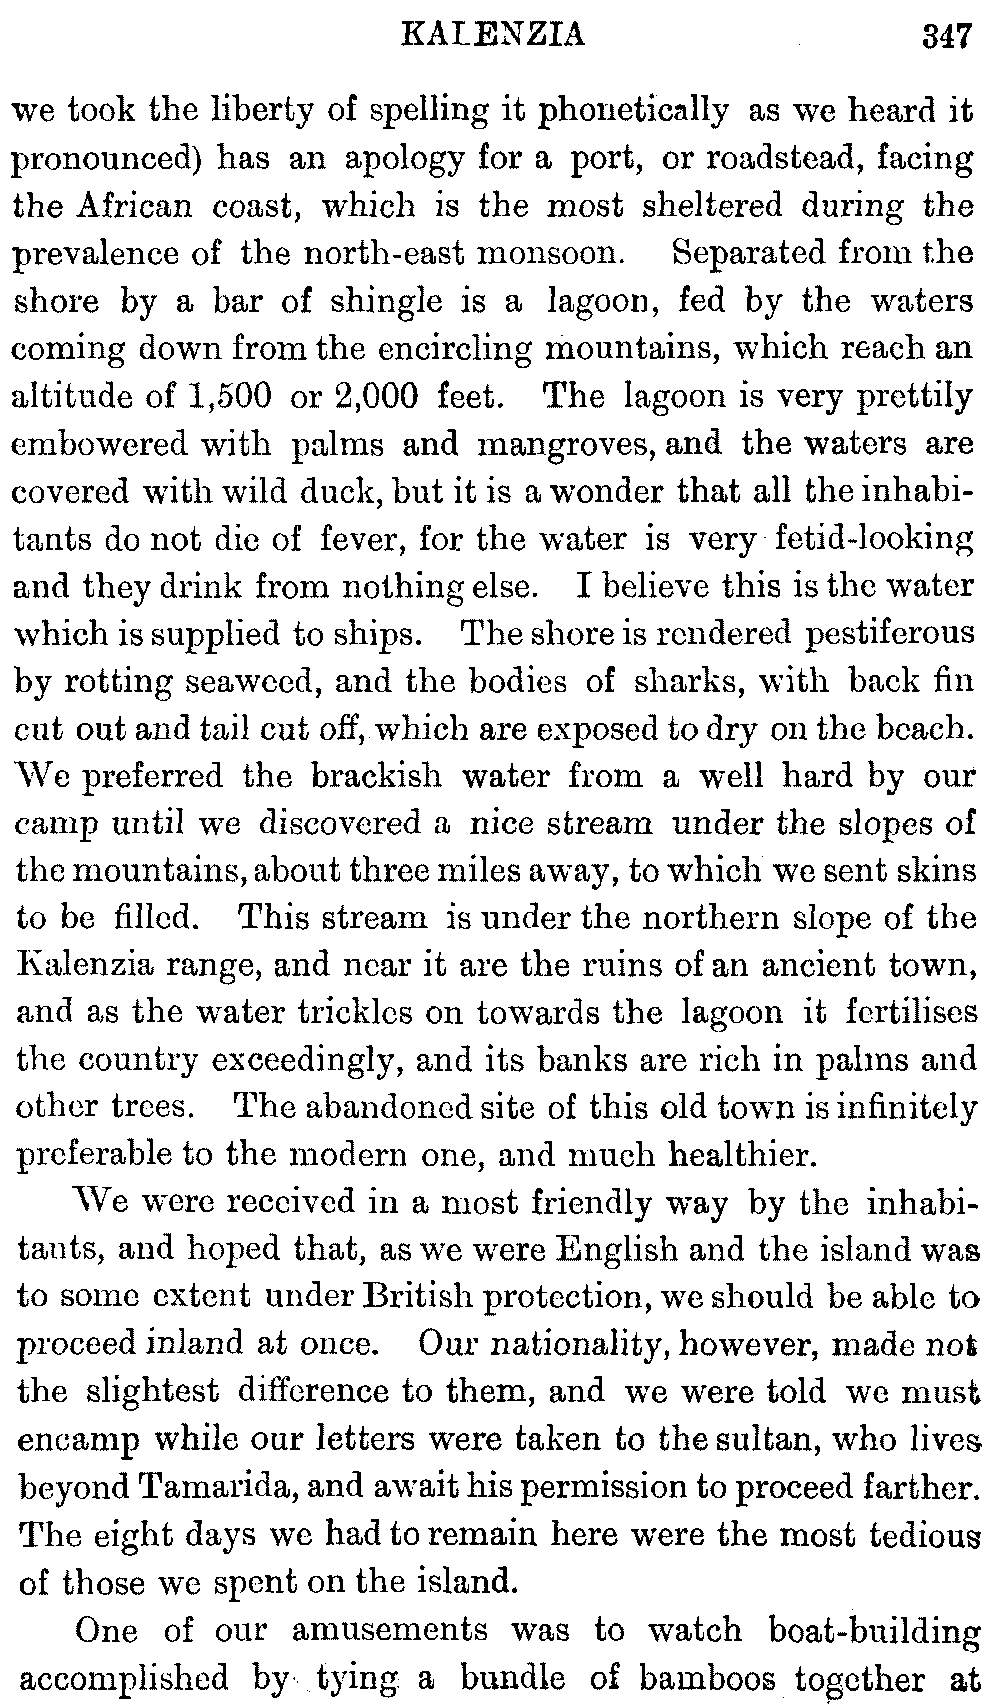 KALENZIA 347
we took the liberty of spelling it phonetically as we heard it
pronounced) has an apology for a port, or roadstead, facing
the African coast, which is the most sheltered during the
prevalence of the north-east monsoon. Separated from the
shore by a bar of shingle is a lagoon, fed by the waters
coming down from the encircling mountains, which reach an
altitude of 1,500 or 2,000 feet. The lagoon is very prettily
embowered with palms and mangroves, and the waters are
covered with wild duck, but it is a wonder that all the inhabi-
tants do not die of fever, for the water is very fetid-looking
and they drink from nothing else. I believe this is the water
which is supplied to ships. The shore is rendered pestiferous
by rotting seaweed, and the bodies of sharks, with back fin
cut out and tail cut off, which are exposed to dry on the beach.
We preferred the brackish water from a well hard by our
camp until we discovered a nice stream under the slopes of
the mountains, about three miles away, to which we sent skins
to be filled. This stream is under the northern slope of the
Kalenzia range, and near it are the ruins of an ancient town,
and as the water trickles on towards the lagoon it fertilises
the country exceedingly, and its banks are rich in palms and
other trees. The abandoned site of this old town is infinitely
preferable to the modern one, and much healthier.
We were received in a most friendly way by the inhabi-
tants, and hoped that, as we were English and the island was
to some extent under British protection, we should be able to
proceed inland at once. Our nationality, however, made not
the slightest difference to them, and we were told we must
encamp while our letters were taken to the sultan, who lives
beyond Tamarida, and await his permission to proceed farther.
The eight days we had to remain here were the most tedious
of those we spent on the island.
One of our amusements was to watch boat-building
accomplished by tying a bundle of bamboos together at